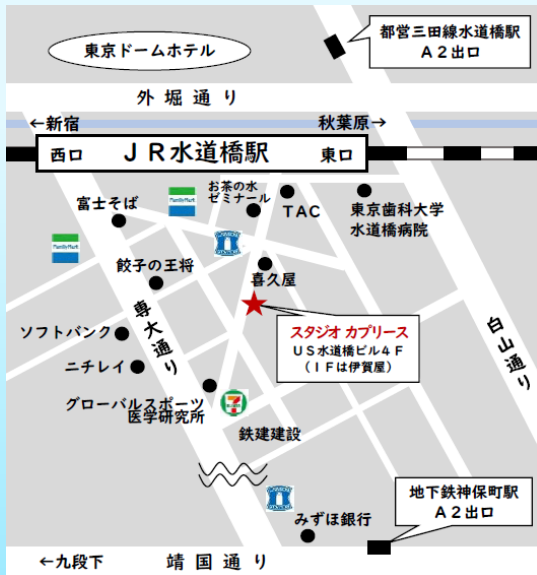 都営三田線水道橋駅
A2出口
東京ドームホテル
外堀通り
←新宿
秋葉原→
西口
JR水道橋駅
東口
お茶の水
ゼミナール
TAC
東京歯科大学
水道橋病院
富士そば
FamilyMart
FamilyMart
餃子の王将
喜久屋
ソフトバンク
ニチレイ
専大通り
スタジオ カプリース
US水道橋ビル4F
(1Fは伊賀屋)
白山通り
グローバルスポーツ
医学研究所
鉄建建設
地下鉄神保町駅
A2出口
みずほ銀行
←九段下
靖国通り